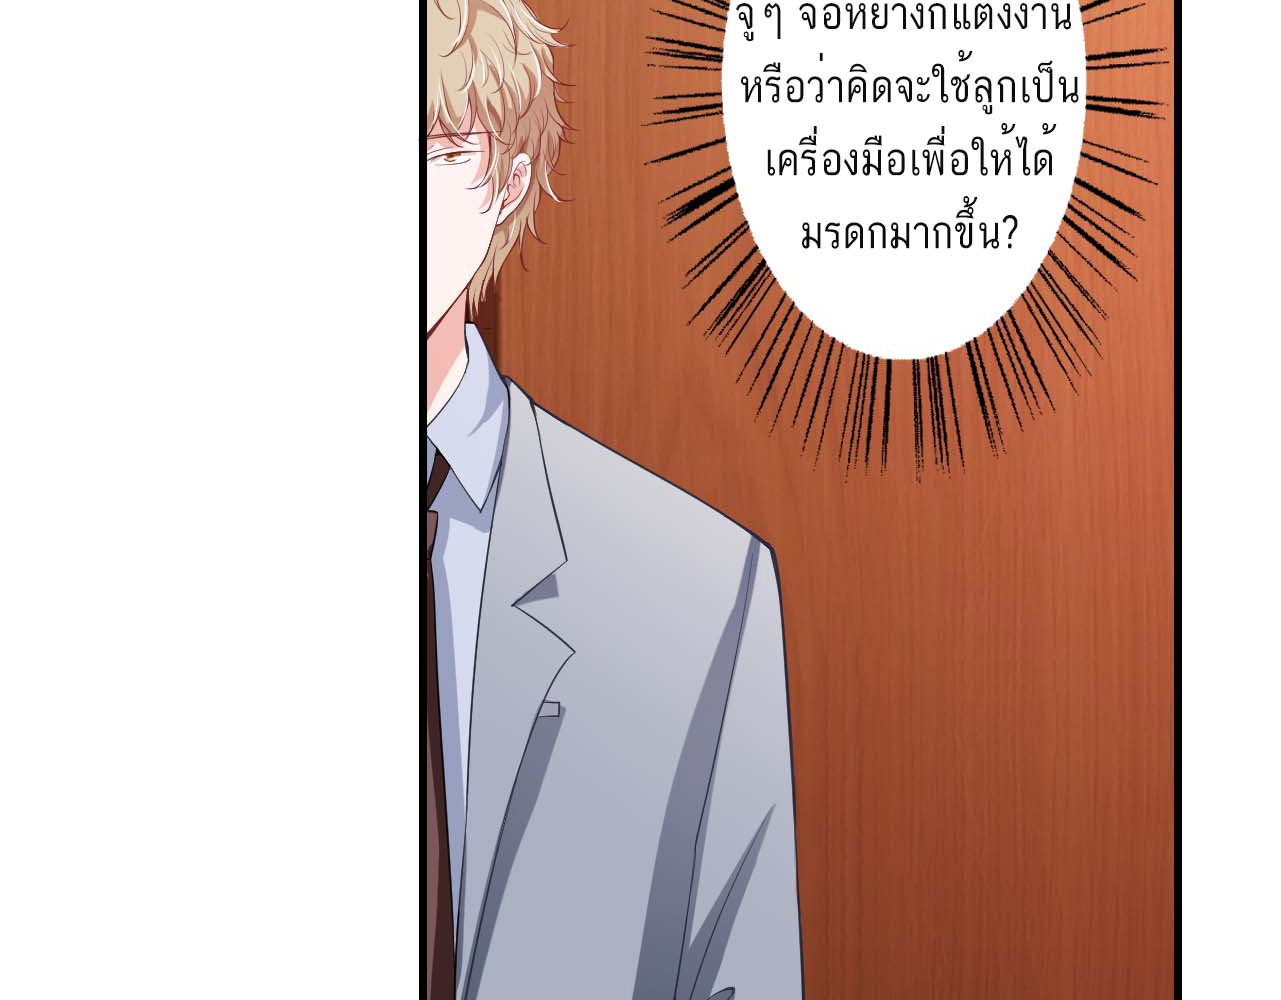 จู่ๆ จ่อหย่างก็แต่งงาน
หรือว่าคิดจะใช้ลูกเป็น
เครื่องมือเพื่อให้ได้
มรดกมากขึ้น?